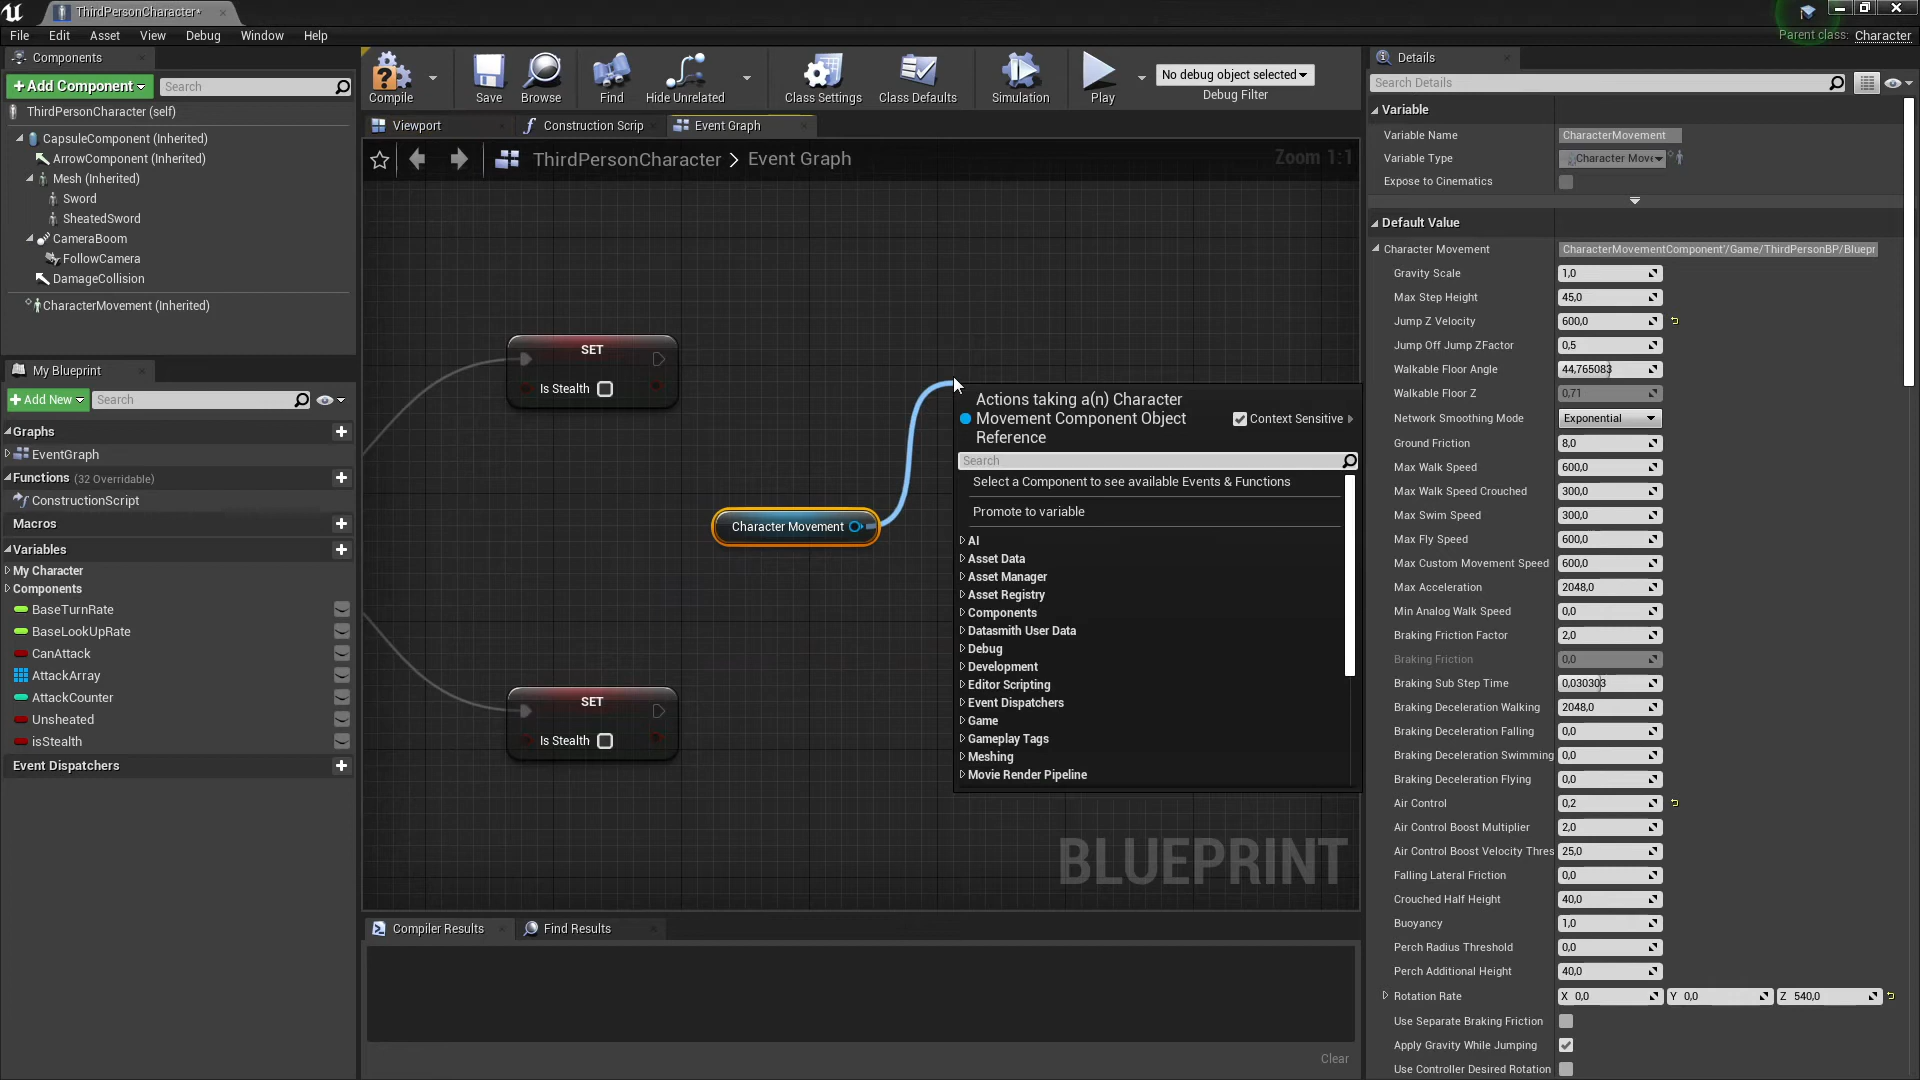 ThirdPersonCharacter*
File Edit Asset View Debug Window Help
Parent class: Character
Components
+Add Component
Search
ThirdPersonCharacter (self)
CapsuleComponent (Inherited)
ArrowComponent (Inherited)
Mesh (Inherited)
Sword
SheatedSword
CameraBoom
FollowCamera
DamageCollision
CharacterMovement (Inherited)
My Blueprint
+Add New
Search
Graphs
EventGraph
Functions (32 Overridable)
ConstructionScript
Macros
Variables
My Character
Components
BaseTurnRate
BaseLookUpRate
CanAttack
AttackArray
AttackCounter
Unsheated
isStealth
Event Dispatchers
Compile
Save
Browse
Find
Hide Unrelated
Class Settings
Class Defaults
Simulation
Play
No debug object selected
Debug Filter
Viewport
Construction Scrip
Event Graph
ThirdPersonCharacter > Event Graph
Zoom 1:1
SET
Is Stealth
Character Movement
SET
Is Stealth
Actions taking a(n) Character
Movement Component Object
Reference
Context Sensitive
Search
Select a Component to see available Events & Functions
Promote to variable
AI
Asset Data
Asset Manager
Asset Registry
Components
Datasmith User Data
Debug
Development
Editor Scripting
Event Dispatchers
Game
Gameplay Tags
Meshing
Movie Render Pipeline
BLUEPRINT
Compiler Results
Find Results
Clear
Details
Search Details
Variable
Variable Name CharacterMovement
Variable Type Character Move
Expose to Cinematics
Default Value
Character Movement CharacterMovementComponent'/Game/ThirdPersonBP/Bluepr
Gravity Scale 1,0
Max Step Height 45,0
Jump Z Velocity 600,0
Jump Off Jump ZFactor 0,5
Walkable Floor Angle 44,765083
Walkable Floor Z 0,71
Network Smoothing Mode Exponential
Ground Friction 8,0
Max Walk Speed 600,0
Max Walk Speed Crouched 300,0
Max Swim Speed 300,0
Max Fly Speed 600,0
Max Custom Movement Speed 600,0
Max Acceleration 2048,0
Min Analog Walk Speed 0,0
Braking Friction Factor 2,0
Braking Friction 0,0
Braking Sub Step Time 0,030303
Braking Deceleration Walking 2048,0
Braking Deceleration Falling 0,0
Braking Deceleration Swimming 0,0
Braking Deceleration Flying 0,0
Air Control 0,2
Air Control Boost Multiplier 2,0
Air Control Boost Velocity Thres 25,0
Falling Lateral Friction 0,0
Crouched Half Height 40,0
Buoyancy 1,0
Perch Radius Threshold 0,0
Perch Additional Height 40,0
Rotation Rate X 0,0 Y 0,0 Z 540,0
Use Separate Braking Friction
Apply Gravity While Jumping
Use Controller Desired Rotation